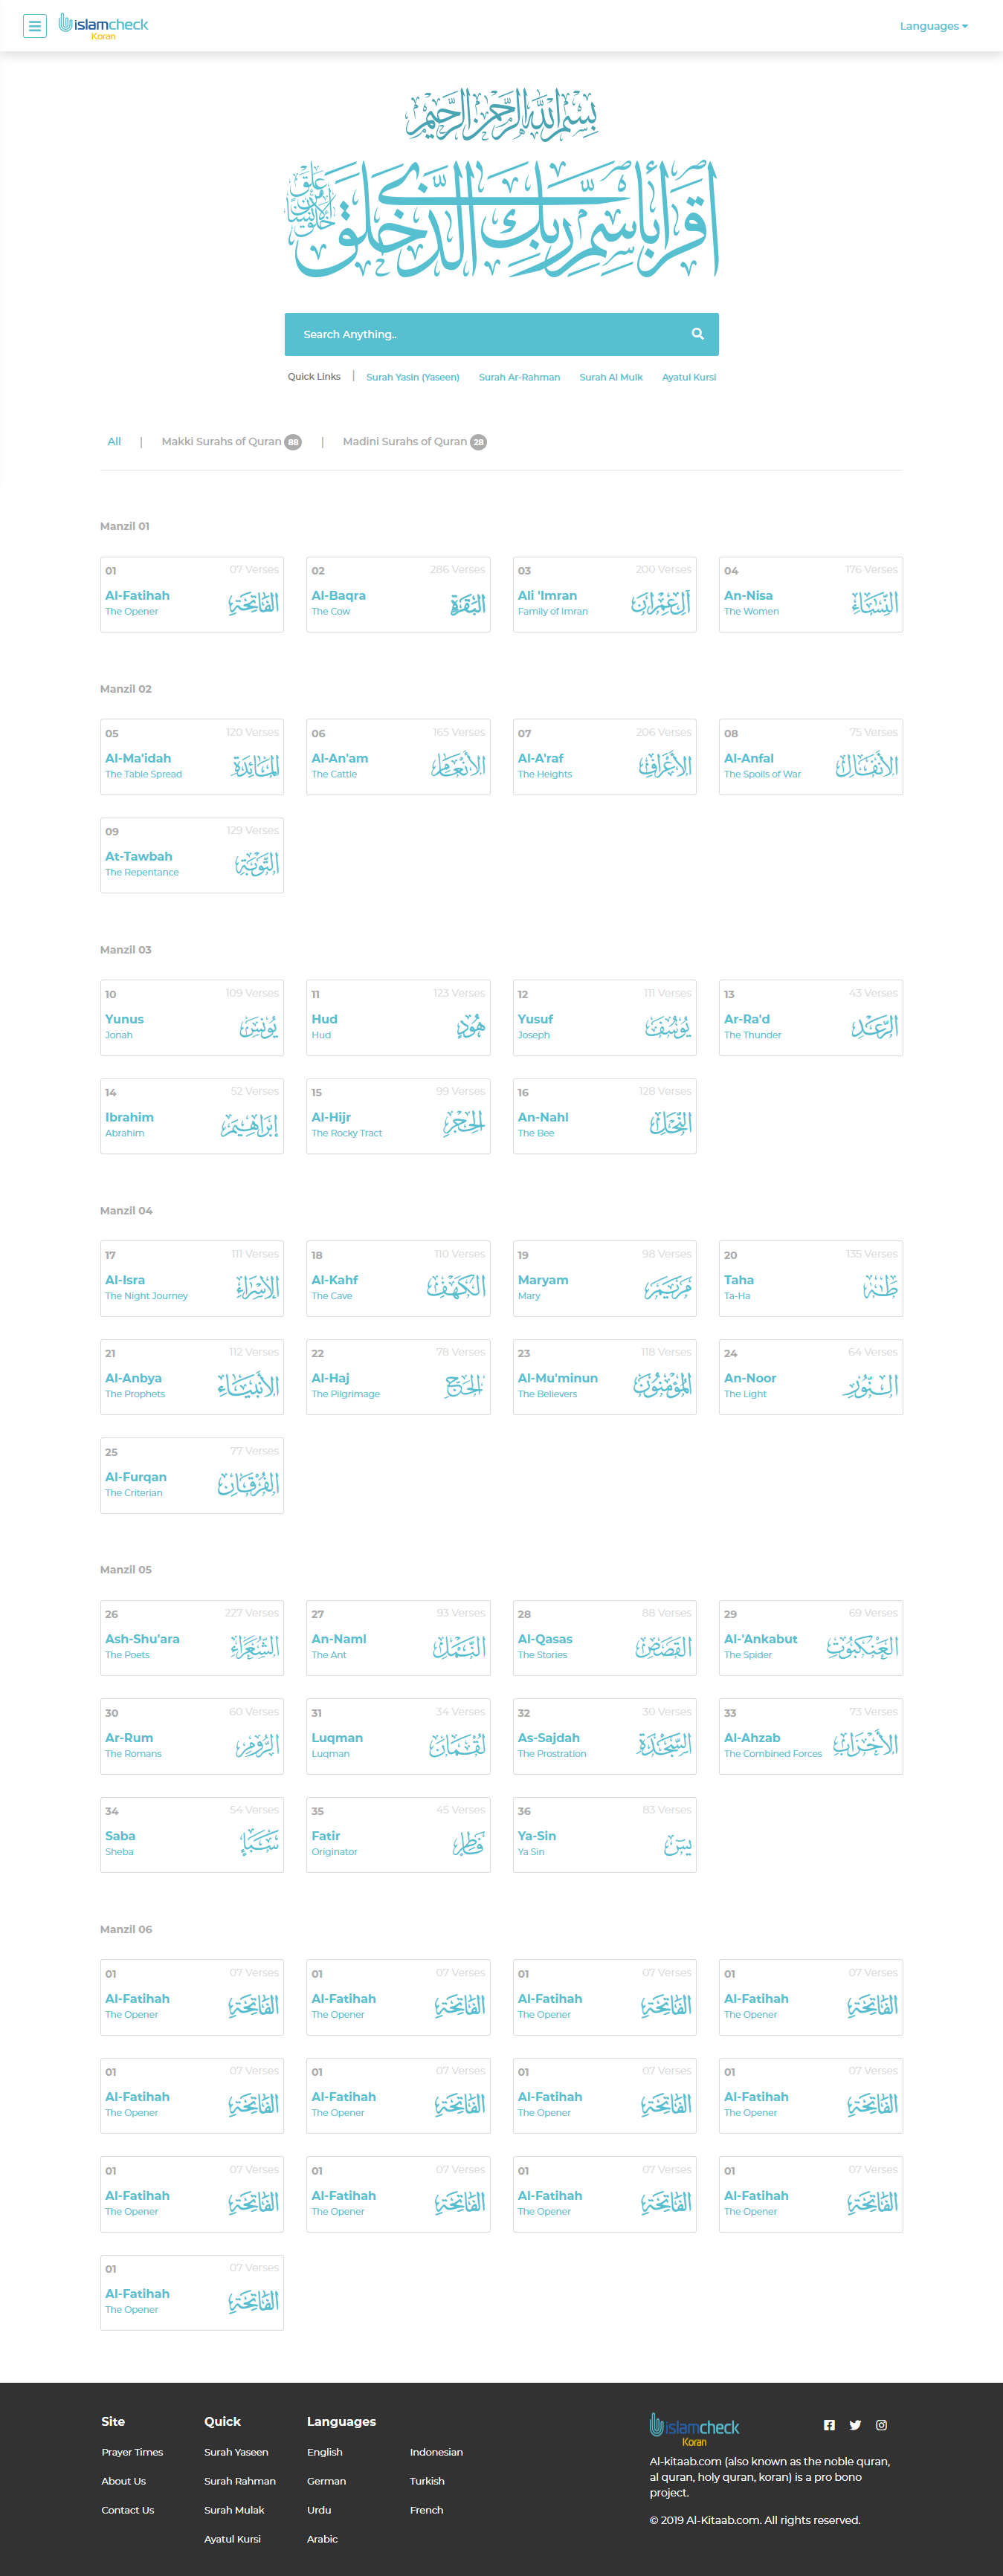 islamcheck
Koran
Languages
بسم الله الرحمن الرحيم
اقرأ باسم ربك الذي خلق
خلق الإنسان من علق
Search Anything..
Quick Links | Surah Yasin (Yaseen) Surah Ar-Rahman Surah Al Mulk Ayatul Kursi
All | Makki Surahs of Quran 88 | Madini Surahs of Quran 28
Manzil 01
01 07 Verses 02 286 Verses 03 200 Verses 04 176 Verses
Al-Fatihah الفاتحة Al-Baqra البقرة Ali 'Imran آل عمران An-Nisa النساء
The Opener The Cow Family of Imran The Women
Manzil 02
05 120 Verses 06 165 Verses 07 206 Verses 08 75 Verses
Al-Ma'idah المائدة Al-An'am الأنعام Al-A'raf الأعراف Al-Anfal الأنفال
The Table Spread The Cattle The Heights The Spoils of War
09 129 Verses
At-Tawbah التوبة
The Repentance
Manzil 03
10 109 Verses 11 123 Verses 12 111 Verses 13 43 Verses
Yunus يونس Hud هود Yusuf يوسف Ar-Ra'd الرعد
Jonah Hud Joseph The Thunder
14 52 Verses 15 99 Verses 16 128 Verses
Ibrahim إبراهيم Al-Hijr الحجر An-Nahl النحل
Abrahim The Rocky Tract The Bee
Manzil 04
17 111 Verses 18 110 Verses 19 98 Verses 20 135 Verses
Al-Isra الإسراء Al-Kahf الكهف Maryam مريم Taha طه
The Night Journey The Cave Mary Ta-Ha
21 112 Verses 22 78 Verses 23 118 Verses 24 64 Verses
Al-Anbya الأنبياء Al-Haj الحج Al-Mu'minun المؤمنون An-Noor النور
The Prophets The Pilgrimage The Believers The Light
25 77 Verses
Al-Furqan الفرقان
The Criterian
Manzil 05
26 227 Verses 27 93 Verses 28 88 Verses 29 69 Verses
Ash-Shu'ara الشعراء An-Naml النمل Al-Qasas القصص Al-'Ankabut العنكبوت
The Poets The Ant The Stories The Spider
30 60 Verses 31 34 Verses 32 30 Verses 33 73 Verses
Ar-Rum الروم Luqman لقمان As-Sajdah السجدة Al-Ahzab الأحزاب
The Romans Luqman The Prostration The Combined Forces
34 54 Verses 35 45 Verses 36 83 Verses
Saba سبأ Fatir فاطر Ya-Sin يس
Sheba Originator Ya Sin
Manzil 06
01 07 Verses 01 07 Verses 01 07 Verses 01 07 Verses
Al-Fatihah الفاتحة Al-Fatihah الفاتحة Al-Fatihah الفاتحة Al-Fatihah الفاتحة
The Opener The Opener The Opener The Opener
01 07 Verses 01 07 Verses 01 07 Verses 01 07 Verses
Al-Fatihah الفاتحة Al-Fatihah الفاتحة Al-Fatihah الفاتحة Al-Fatihah الفاتحة
The Opener The Opener The Opener The Opener
01 07 Verses 01 07 Verses 01 07 Verses 01 07 Verses
Al-Fatihah الفاتحة Al-Fatihah الفاتحة Al-Fatihah الفاتحة Al-Fatihah الفاتحة
The Opener The Opener The Opener The Opener
01 07 Verses
Al-Fatihah الفاتحة
The Opener
Site Quick Languages
Prayer Times Surah Yaseen English Indonesian
About Us Surah Rahman German Turkish
Contact Us Surah Mulak Urdu French
Ayatul Kursi Arabic
islamcheck
Koran
Al-kitaab.com (also known as the noble quran,
al quran, holy quran, koran) is a pro bono
project.
© 2019 Al-Kitaab.com. All rights reserved.